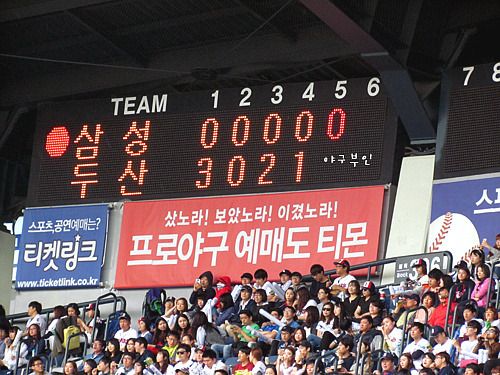 TEAM 1 2 3 4 5 6 7 8
삼성 0 0 0 0 0
두산 3 0 2 1
야구부인
스포츠.공연예매는?
티켓링크
www.ticketlink.co.kr
샀노라! 보았노라! 이겼노라!
프로야구 예매도 티몬
스